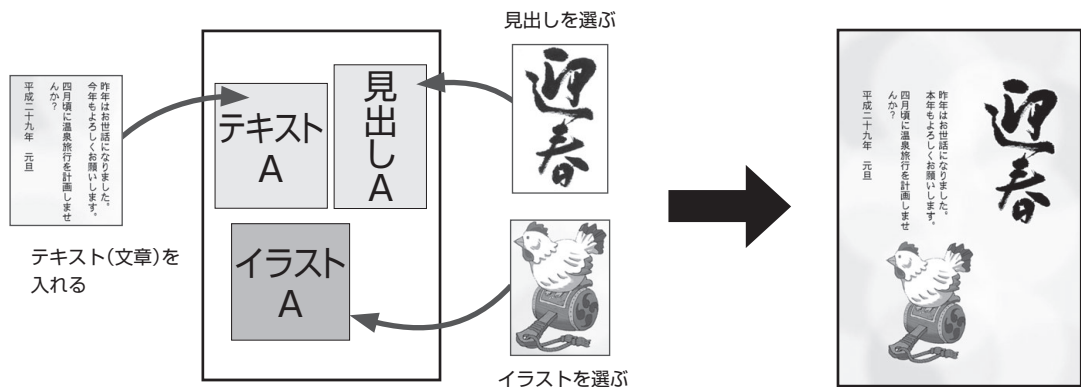 見出しを選ぶ
昨年はお世話になりました。
今年もよろしくお願いします。
四月頃に温泉旅行を計画しませ
んか?
平成二十九年 元旦
テキスト(文章)を
入れる
テキスト
A
見出しA
イラスト
A
迎春
イラストを選ぶ
迎春
昨年はお世話になりました。
本年もよろしくお願いします。
四月頃に温泉旅行を計画しませ
んか?
平成二十九年 元旦